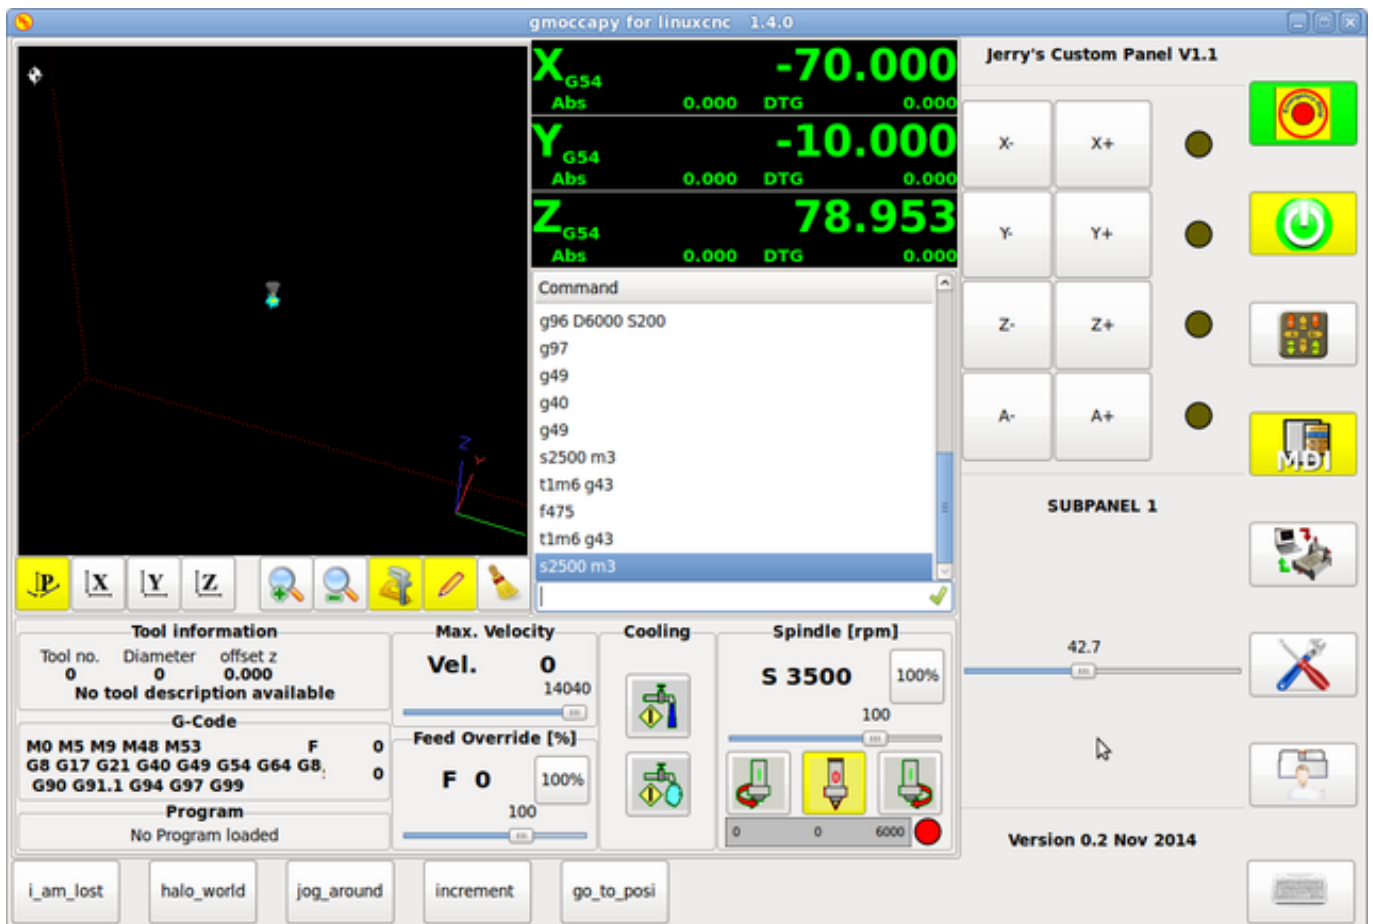 gmoccapy for linuxcnc 1.4.0
X G54 -70.000
Abs 0.000 DTG 0.000
Y G54 -10.000
Abs 0.000 DTG 0.000
Z G54 78.953
Abs 0.000 DTG 0.000
Command
g96 D6000 S200
g97
g49
g40
g49
s2500 m3
t1m6 g43
f475
t1m6 g43
s2500 m3
Z
Y
P
X
Y
Z
Tool information
Tool no. Diameter offset z
0 0 0.000
No tool description available
G-Code
M0 M5 M9 M48 M53 F 0
G8 G17 G21 G40 G49 G54 G64 G8 0
G90 G91.1 G94 G97 G99
Program
No Program loaded
Max. Velocity
Vel. 0
14040
Feed Override [%]
F 0 100%
100
Cooling
Spindle [rpm]
S 3500 100%
100
0 0 6000
Jerry's Custom Panel V1.1
X- X+
Y- Y+
Z- Z+
A- A+
SUBPANEL 1
42.7
Version 0.2 Nov 2014
MDI
i_am_lost
halo_world
jog_around
increment
go_to_posi